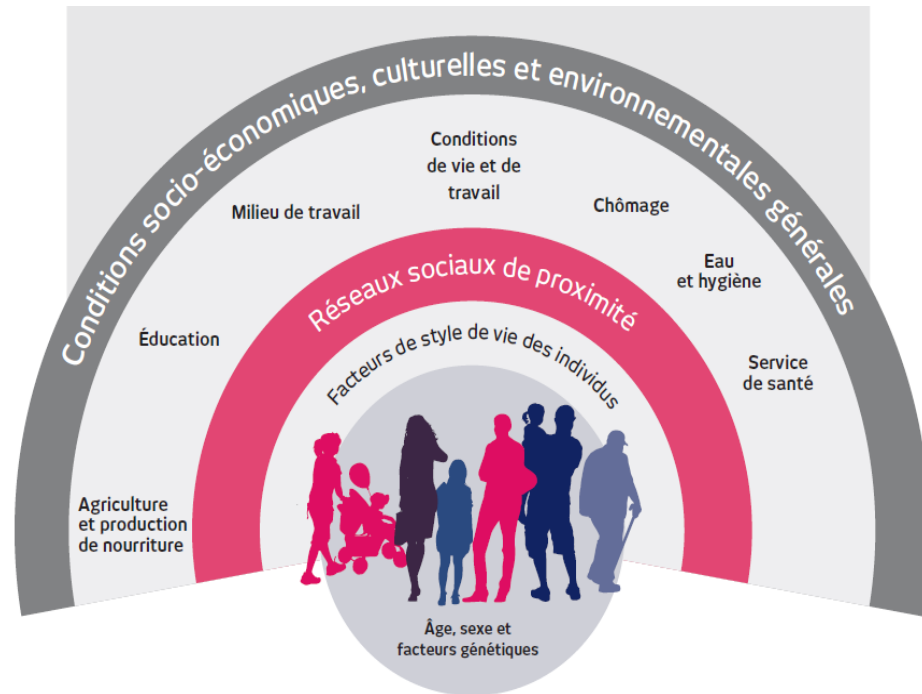 Conditions socio-économiques, culturelles et environnementales générales
Conditions
de vie et de
travail
Milieu de travail
Chômage
Eau
et hygiène
Éducation
Service
de santé
Agriculture
et production
de nourriture
Réseaux sociaux de proximité
Facteurs de style de vie des individus
Âge, sexe et
facteurs génétiques